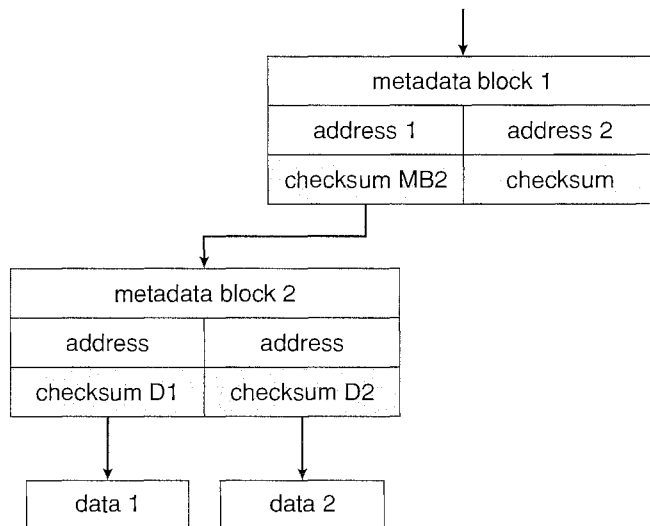 metadata block 1
address 1 address 2
checksum MB2 checksum
metadata block 2
address address
checksum D1 checksum D2
data 1 data 2